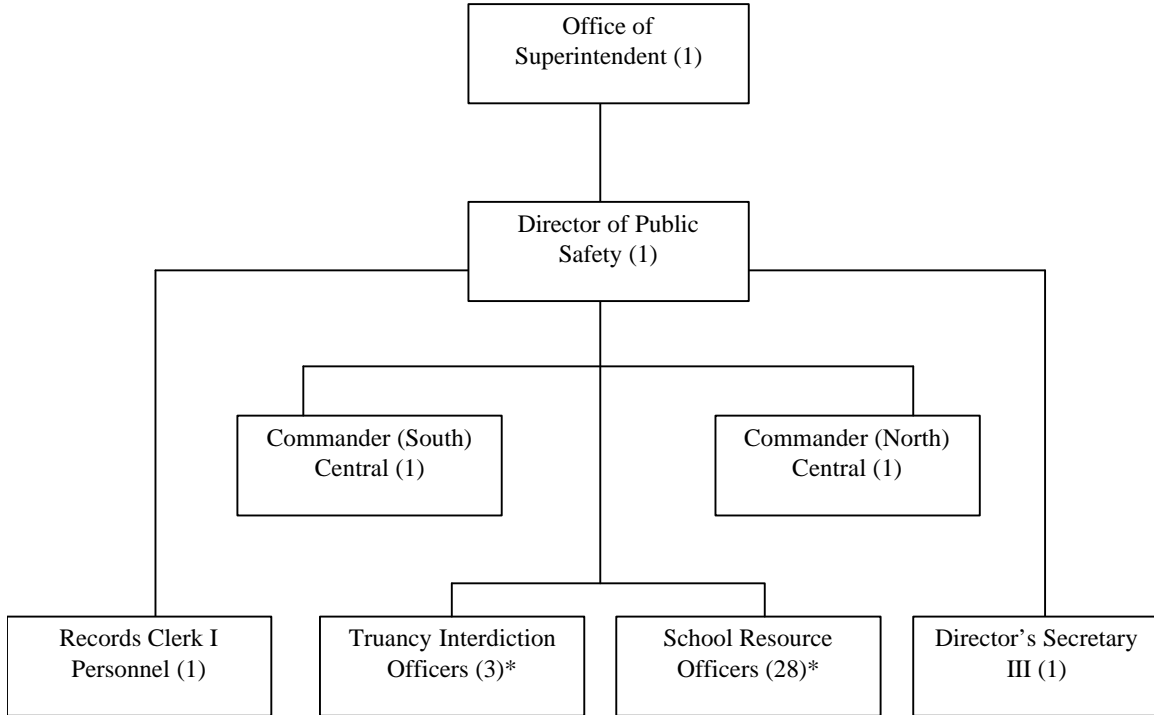 Office of
Superintendent (1)
Director of Public
Safety (1)
Commander (South)
Central (1)
Commander (North)
Central (1)
Records Clerk I
Personnel (1)
Truancy Interdiction
Officers (3)*
School Resource
Officers (28)*
Director’s Secretary
III (1)